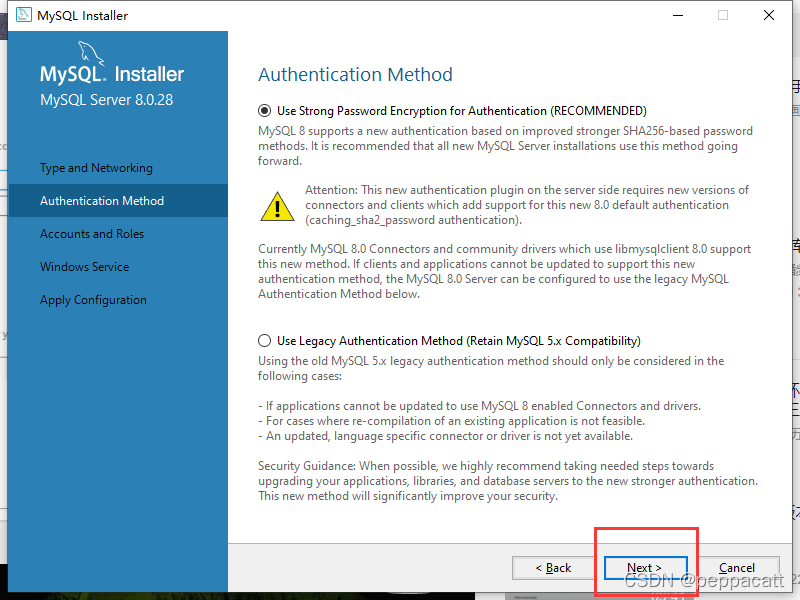 MySQL Installer
MySQL. Installer
MySQL Server 8.0.28
Type and Networking
Authentication Method
Accounts and Roles
Windows Service
Apply Configuration
Authentication Method
Use Strong Password Encryption for Authentication (RECOMMENDED)
MySQL 8 supports a new authentication based on improved stronger SHA256-based password
methods. It is recommended that all new MySQL Server installations use this method going
forward.
Attention: This new authentication plugin on the server side requires new versions of
connectors and clients which add support for this new 8.0 default authentication
(caching_sha2_password authentication).
Currently MySQL 8.0 Connectors and community drivers which use libmysqlclient 8.0 support
this new method. If clients and applications cannot be updated to support this new
authentication method, the MySQL 8.0 Server can be configured to use the legacy MySQL
Authentication Method below.
Use Legacy Authentication Method (Retain MySQL 5.x Compatibility)
Using the old MySQL 5.x legacy authentication method should only be considered in the
following cases:
- If applications cannot be updated to use MySQL 8 enabled Connectors and drivers.
- For cases where re-compilation of an existing application is not feasible.
- An updated, language specific connector or driver is not yet available.
Security Guidance: When possible, we highly recommend taking needed steps towards
upgrading your applications, libraries, and database servers to the new stronger authentication.
This new method will significantly improve your security.
< Back
Next >
Cancel
CSDN @peppacatt